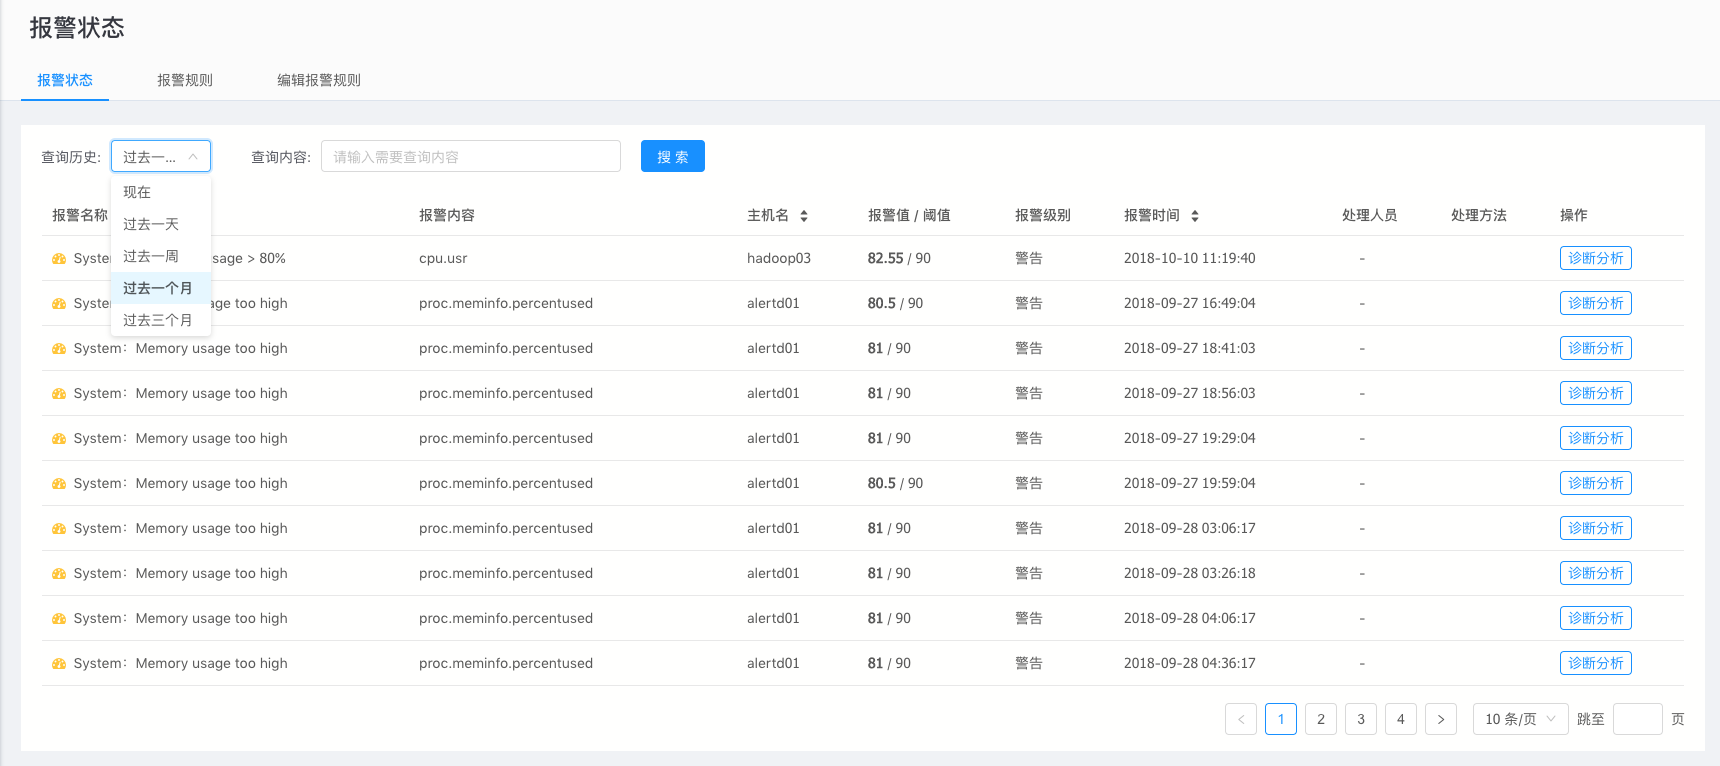 报警状态
报警状态 报警规则 编辑报警规则
查询历史: 过去一... 查询内容: 请输入需要查询内容 搜 索
现在
过去一天
过去一周
过去一个月
过去三个月
报警名称 报警内容 主机名 报警值 / 阈值 报警级别 报警时间 处理人员 处理方法 操作
Syste sage > 80% cpu.usr hadoop03 82.55 / 90 警告 2018-10-10 11:19:40 - 诊断分析
Syste age too high proc.meminfo.percentused alertd01 80.5 / 90 警告 2018-09-27 16:49:04 - 诊断分析
System：Memory usage too high proc.meminfo.percentused alertd01 81 / 90 警告 2018-09-27 18:41:03 - 诊断分析
System：Memory usage too high proc.meminfo.percentused alertd01 81 / 90 警告 2018-09-27 18:56:03 - 诊断分析
System：Memory usage too high proc.meminfo.percentused alertd01 81 / 90 警告 2018-09-27 19:29:04 - 诊断分析
System：Memory usage too high proc.meminfo.percentused alertd01 80.5 / 90 警告 2018-09-27 19:59:04 - 诊断分析
System：Memory usage too high proc.meminfo.percentused alertd01 81 / 90 警告 2018-09-28 03:06:17 - 诊断分析
System：Memory usage too high proc.meminfo.percentused alertd01 81 / 90 警告 2018-09-28 03:26:18 - 诊断分析
System：Memory usage too high proc.meminfo.percentused alertd01 81 / 90 警告 2018-09-28 04:06:17 - 诊断分析
System：Memory usage too high proc.meminfo.percentused alertd01 81 / 90 警告 2018-09-28 04:36:17 - 诊断分析
< 1 2 3 4 > 10 条/页 跳至 页